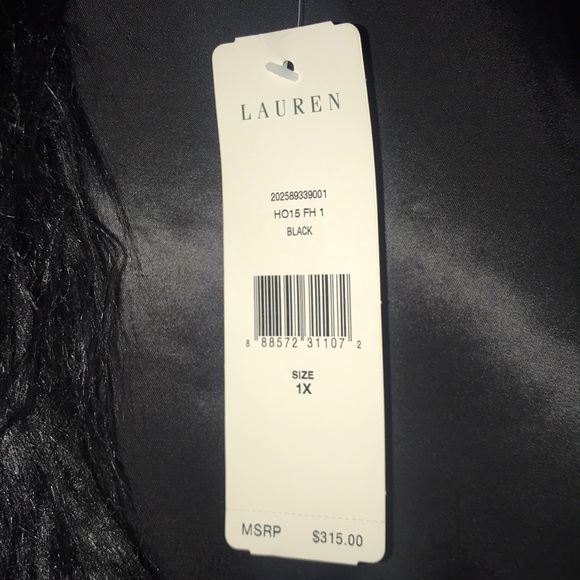 LAUREN
202589339001
HO15 FH 1
BLACK
8 88572 31107 2
SIZE
1X
MSRP $315.00